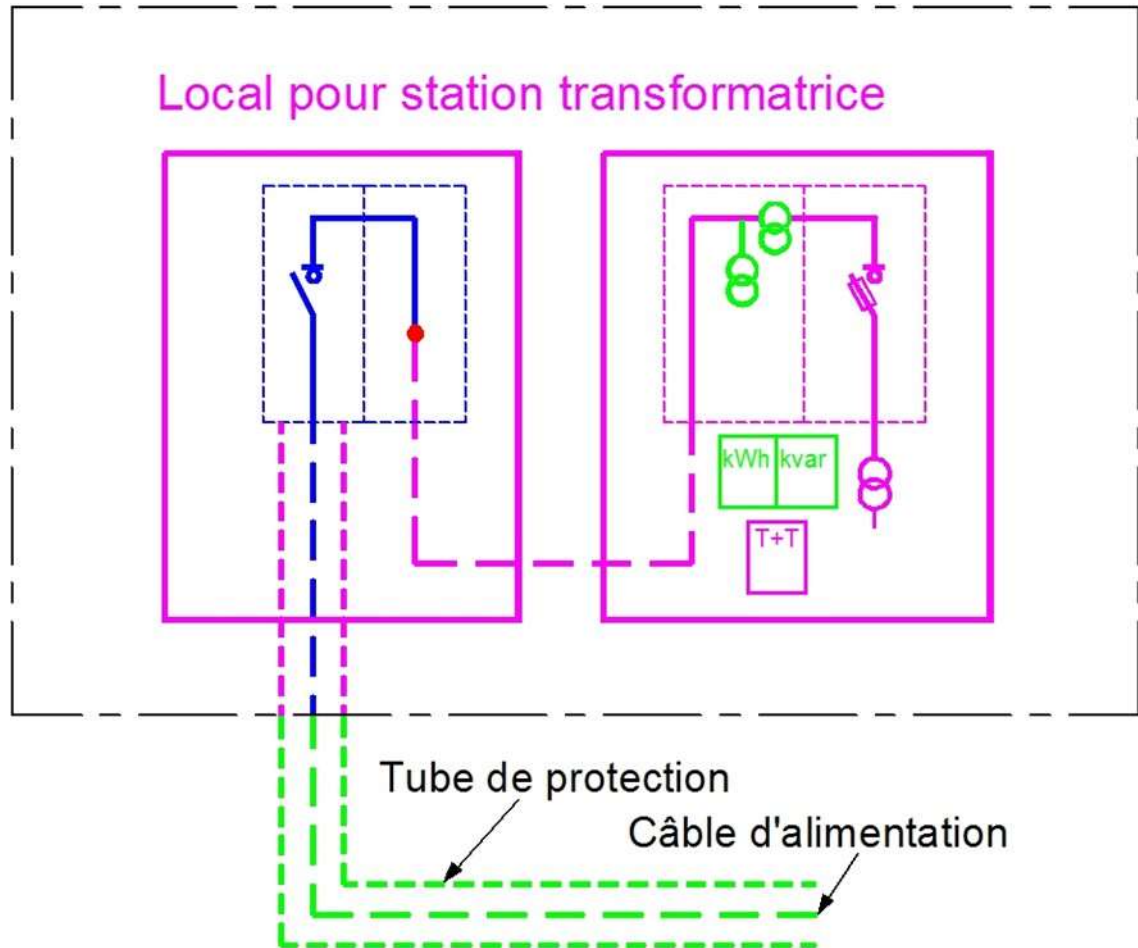 Local pour station transformatrice
kWh kvar
T+T
Tube de protection
Câble d'alimentation